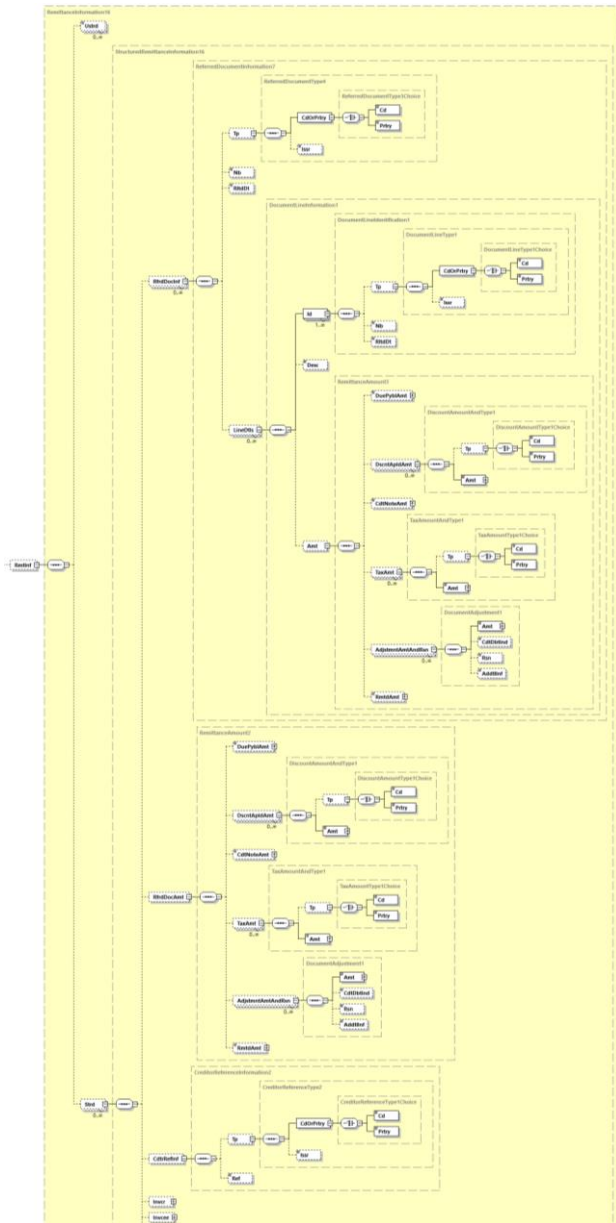 RemittanceInformation16
Ustrd
0..∞
StructuredRemittanceInformation16
ReferredDocumentInformation7
ReferredDocumentType4
ReferredDocumentType3Choice
Cd
CdOrPrtry
Prtry
Tp
Issr
Nb
RltdDt
DocumentLineInformation1
DocumentLineIdentification1
DocumentLineType1
DocumentLineType1Choice
Cd
CdOrPrtry
RfrdDocInf
Prtry
0..∞
Tp
Issr
Id
1..∞
Nb
RltdDt
Desc
RemittanceAmount3
DuePyblAmt
DiscountAmountAndType1
LineDtls
DiscountAmountType1Choice
0..∞
Cd
Tp
Prtry
DscntApldAmt
0..∞
Amt
CdtNoteAmt
TaxAmountAndType1
Amt
TaxAmountType1Choice
Cd
RmtInf
Tp
Prtry
TaxAmt
0..∞
Amt
DocumentAdjustment1
Amt
CdtDbtInd
AdjstmntAmtAndRsn
0..∞
Rsn
AddtlInf
RmtdAmt
RemittanceAmount2
DuePyblAmt
DiscountAmountAndType1
DiscountAmountType1Choice
Cd
Tp
Prtry
DscntApldAmt
0..∞
Amt
CdtNoteAmt
TaxAmountAndType1
TaxAmountType1Choice
Cd
RfrdDocAmt
Tp
Prtry
TaxAmt
0..∞
Amt
DocumentAdjustment1
Amt
CdtDbtInd
AdjstmntAmtAndRsn
0..∞
Rsn
AddtlInf
RmtdAmt
CreditorReferenceInformation2
CreditorReferenceType2
CreditorReferenceType1Choice
Strd
0..∞
Cd
CdOrPrtry
Prtry
Tp
CdtrRefInf
Issr
Ref
Invcr
Invcee